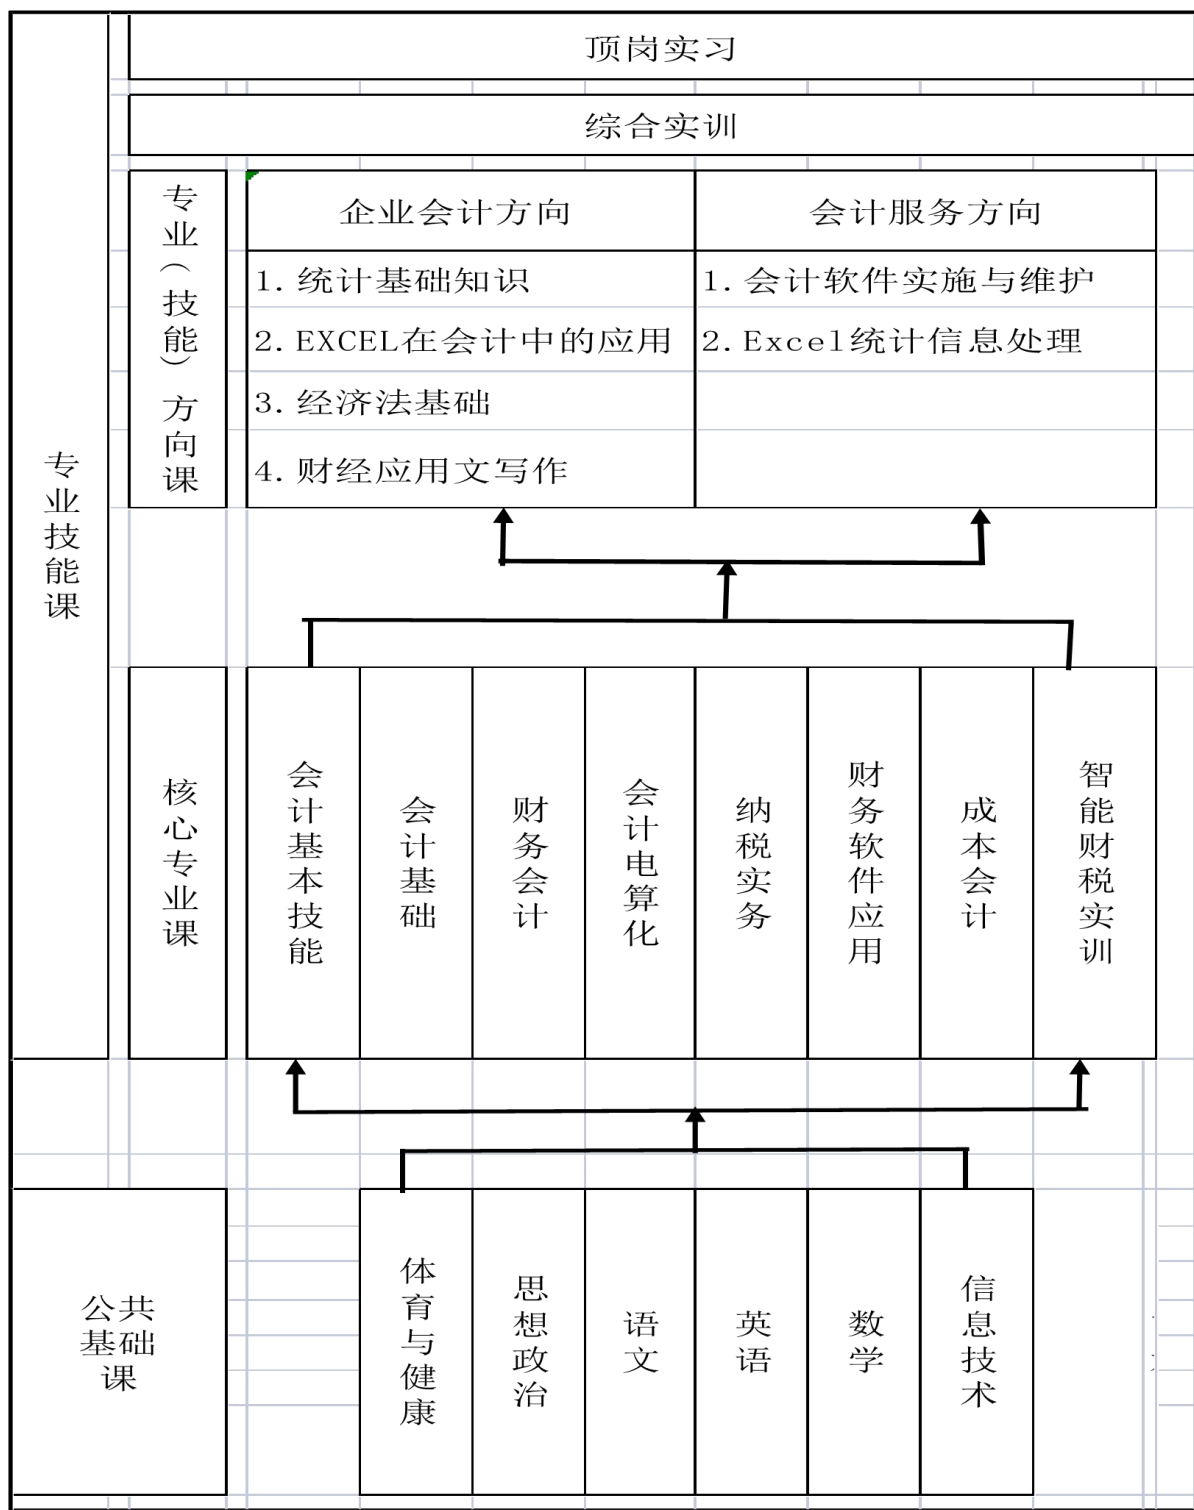 顶岗实习
综合实训
专业技能课
专业（技能）方向课
企业会计方向
会计服务方向
1. 统计基础知识
1. 会计软件实施与维护
2. EXCEL在会计中的应用
2. Excel统计信息处理
3. 经济法基础
4. 财经应用文写作
核心专业课
会计基本技能
会计基础
财务会计
会计电算化
纳税实务
财务软件应用
成本会计
智能财税实训
公共
基础
课
体育与健康
思想政治
语文
英语
数学
信息技术